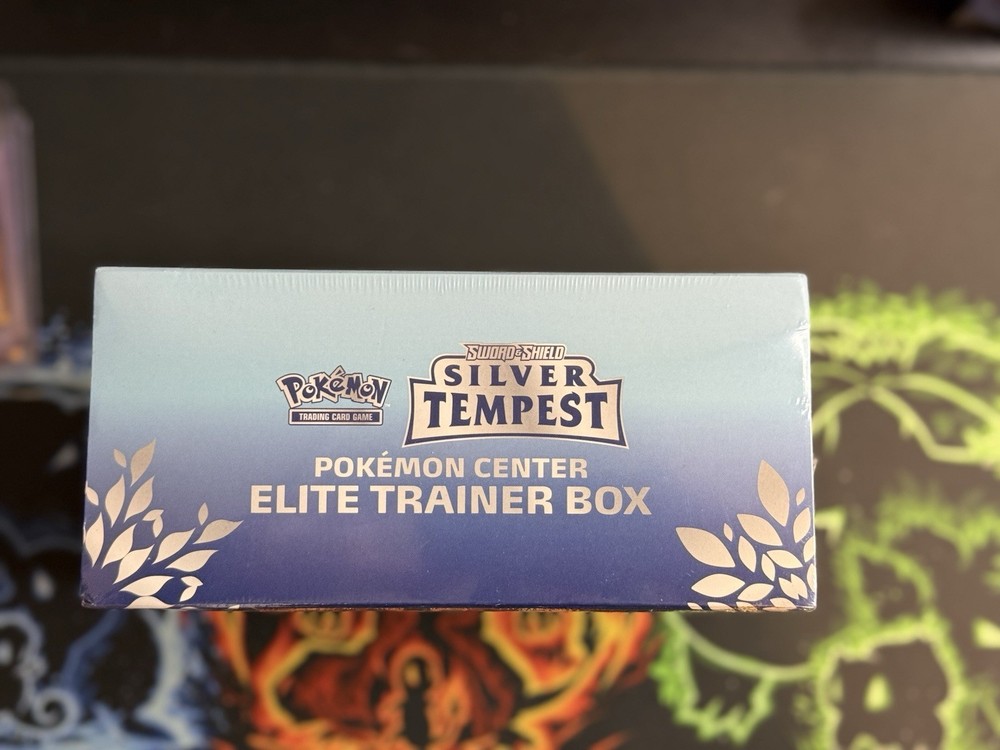 Pokémon
TRADING CARD GAME
SWORD & SHIELD
SILVER
TEMPEST
POKÉMON CENTER
ELITE TRAINER BOX